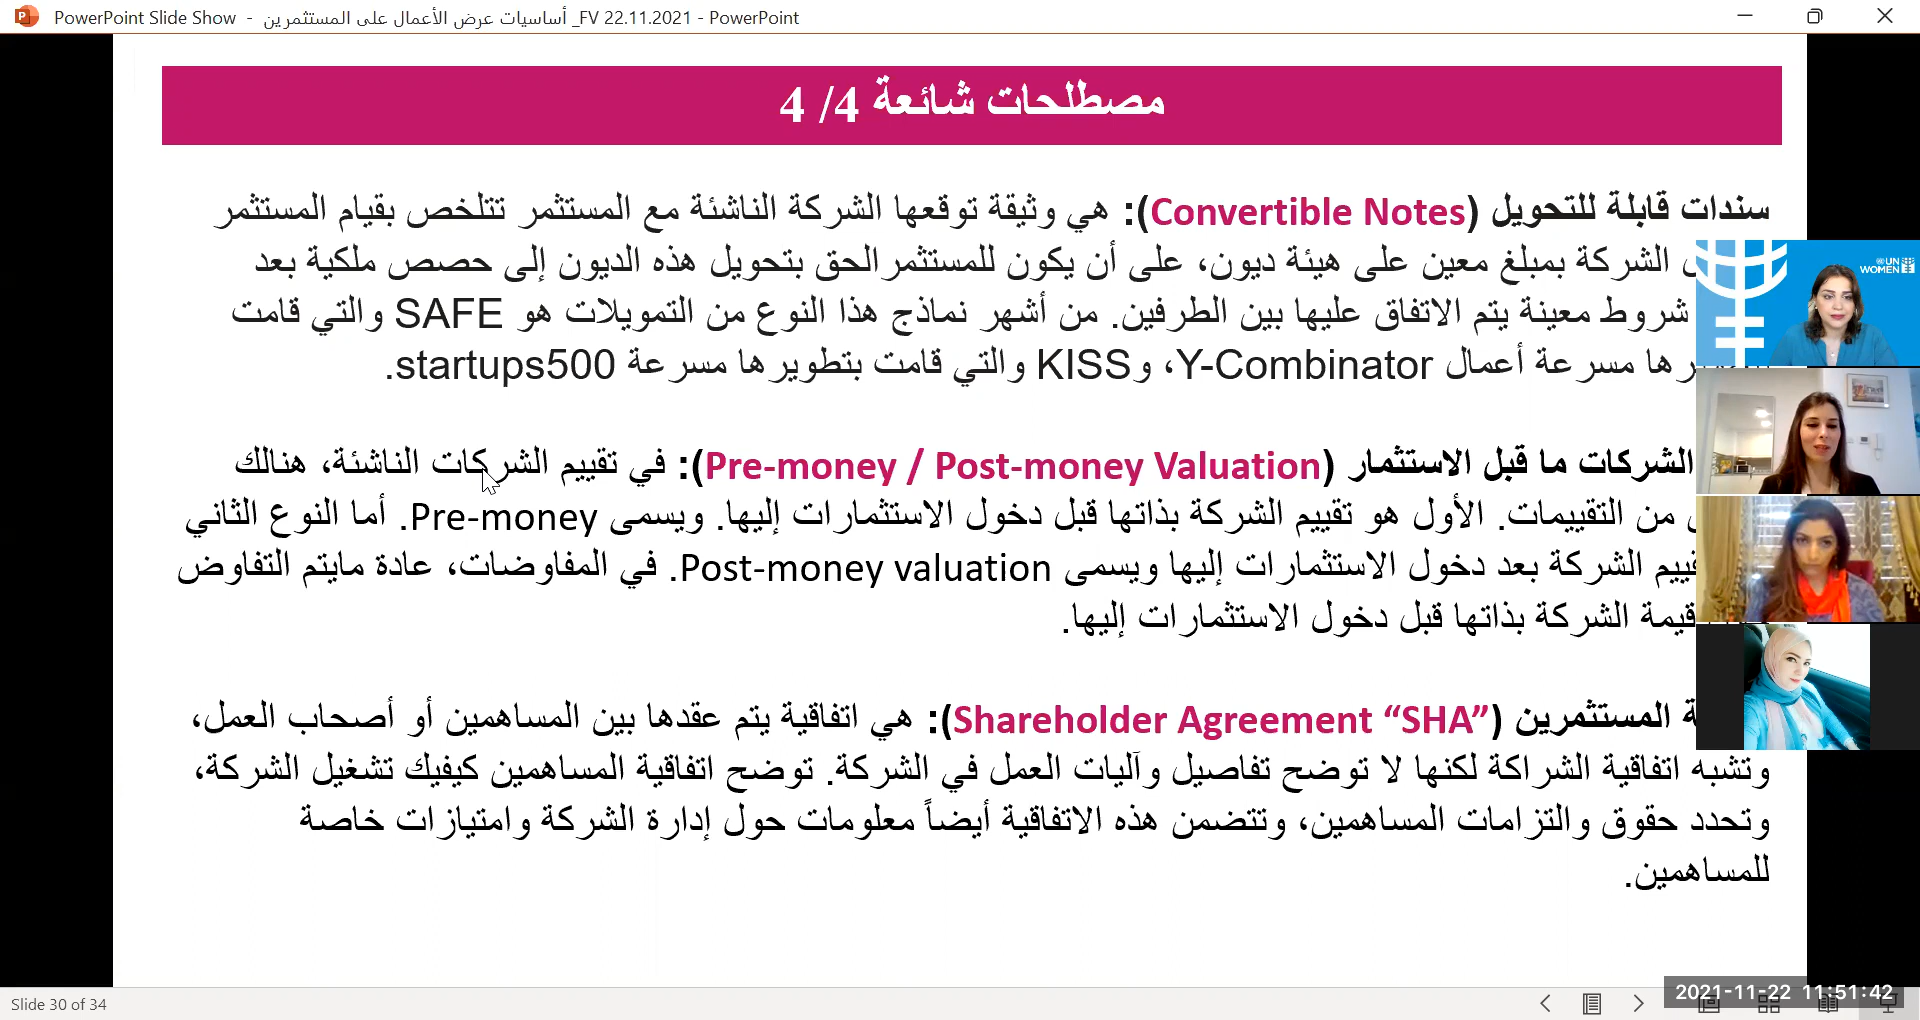 PowerPoint Slide Show - أساسيات عرض الأعمال على المستثمرين _FV 22.11.2021 - PowerPoint
مصطلحات شائعة 4/ 4
سندات قابلة للتحويل (Convertible Notes): هي وثيقة توقعها الشركة الناشئة مع المستثمر تتلخص بقيام المستثمر
الشركة بمبلغ معين على هيئة ديون، على أن يكون للمستثمرالحق بتحويل هذه الديون إلى حصص ملكية بعد
شروط معينة يتم الاتفاق عليها بين الطرفين. من أشهر نماذج هذا النوع من التمويلات هو SAFE والتي قامت
مسرعة أعمال Y-Combinator، وKISS والتي قامت بتطويرها مسرعة startups500.
الشركات ما قبل الاستثمار (Pre-money / Post-money Valuation): في تقييم الشركات الناشئة، هنالك
من التقييمات. الأول هو تقييم الشركة بذاتها قبل دخول الاستثمارات إليها. ويسمى Pre-money. أما النوع الثاني
الشركة بعد دخول الاستثمارات إليها ويسمى Post-money valuation. في المفاوضات، عادة مايتم التفاوض
قيمة الشركة بذاتها قبل دخول الاستثمارات إليها.
المستثمرين (Shareholder Agreement “SHA”): هي اتفاقية يتم عقدها بين المساهمين أو أصحاب العمل،
وتشبه اتفاقية الشراكة لكنها لا توضح تفاصيل وآليات العمل في الشركة. توضح اتفاقية المساهمين كيفيك تشغيل الشركة،
وتحدد حقوق والتزامات المساهمين، وتتضمن هذه الاتفاقية أيضاً معلومات حول إدارة الشركة وامتيازات خاصة
للمساهمين.
UN
WOMEN
Slide 30 of 34
2021-11-22 11:51:42